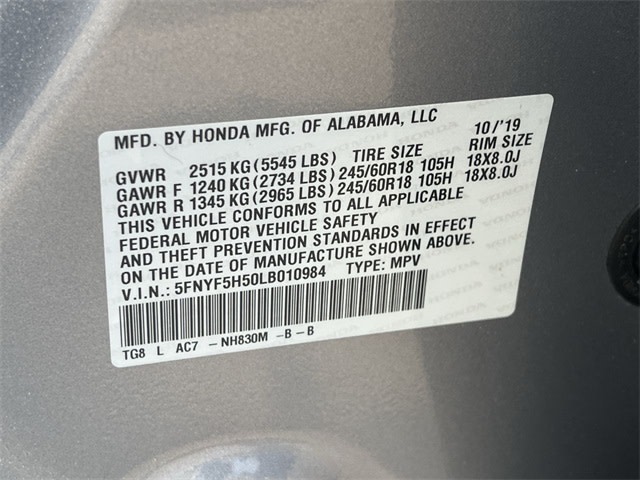 MFD. BY HONDA MFG. OF ALABAMA, LLC 10/'19
GVWR 2515 KG (5545 LBS) TIRE SIZE RIM SIZE
GAWR F 1240 KG (2734 LBS) 245/60R18 105H 18X8.0J
GAWR R 1345 KG (2965 LBS) 245/60R18 105H 18X8.0J
THIS VEHICLE CONFORMS TO ALL APPLICABLE
FEDERAL MOTOR VEHICLE SAFETY
AND THEFT PREVENTION STANDARDS IN EFFECT
ON THE DATE OF MANUFACTURE SHOWN ABOVE.
V.I.N.: 5FNYF5H50LB010984 TYPE: MPV
TG8 L AC7 - NH830M -B - B